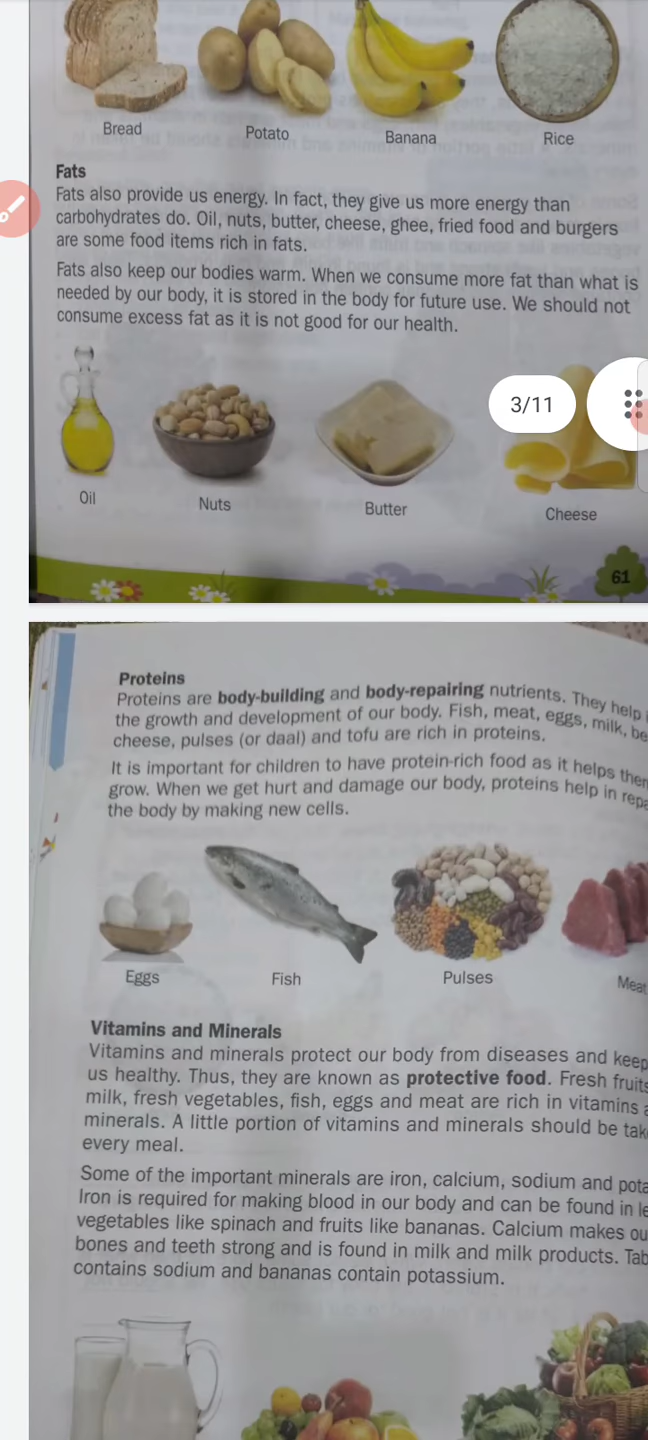 Bread Potato Banana Rice
Fats
Fats also provide us energy. In fact, they give us more energy than
carbohydrates do. Oil, nuts, butter, cheese, ghee, fried food and burgers
are some food items rich in fats.
Fats also keep our bodies warm. When we consume more fat than what is
needed by our body, it is stored in the body for future use. We should not
consume excess fat as it is not good for our health.
3/11
Oil Nuts Butter Cheese
61
Proteins
Proteins are body-building and body-repairing nutrients. They help
the growth and development of our body. Fish, meat, eggs, milk,
cheese, pulses (or daal) and tofu are rich in proteins.
It is important for children to have protein-rich food as it helps
grow. When we get hurt and damage our body, proteins help in
the body by making new cells.
Eggs Fish Pulses Meat
Vitamins and Minerals
Vitamins and minerals protect our body from diseases and keep
us healthy. Thus, they are known as protective food. Fresh fruits
milk, fresh vegetables, fish, eggs and meat are rich in vitamins
minerals. A little portion of vitamins and minerals should be
every meal.
Some of the important minerals are iron, calcium, sodium and
Iron is required for making blood in our body and can be found in
vegetables like spinach and fruits like bananas. Calcium makes
bones and teeth strong and is found in milk and milk products.
contains sodium and bananas contain potassium.